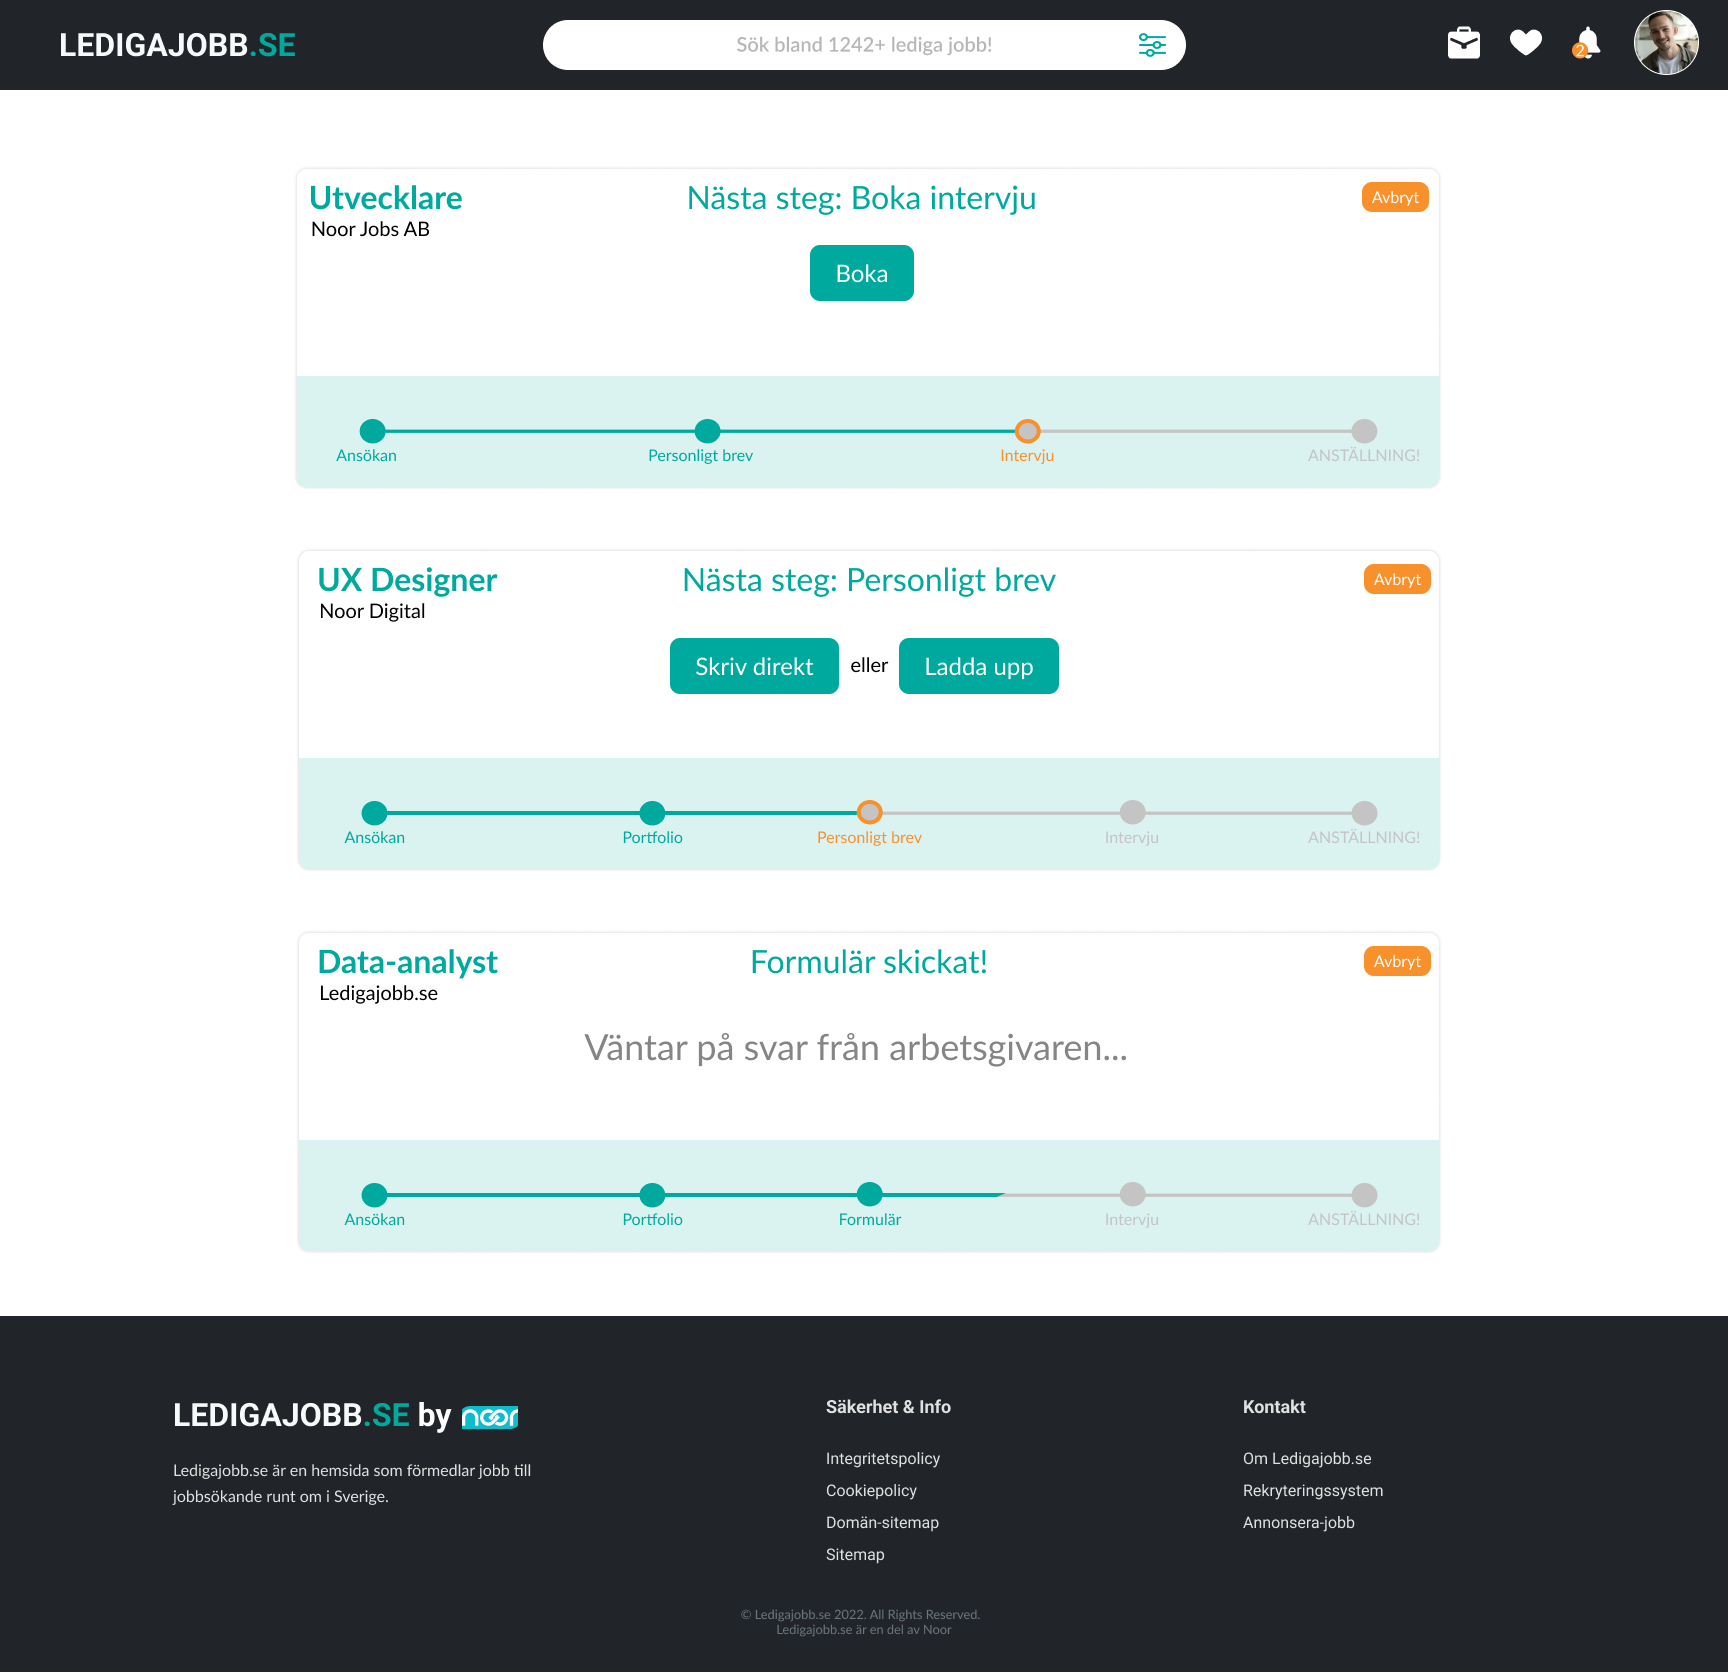 LEDIGAJOBB.SE
Sök bland 1242+ lediga jobb!
2
Utvecklare
Noor Jobs AB
Nästa steg: Boka intervju
Avbryt
Boka
Ansökan
Personligt brev
Intervju
ANSTÄLLNING!
UX Designer
Noor Digital
Nästa steg: Personligt brev
Avbryt
Skriv direkt
eller
Ladda upp
Ansökan
Portfolio
Personligt brev
Intervju
ANSTÄLLNING!
Data-analyst
Ledigajobb.se
Formulär skickat!
Avbryt
Väntar på svar från arbetsgivaren...
Ansökan
Portfolio
Formulär
Intervju
ANSTÄLLNING!
LEDIGAJOBB.SE by noor
Ledigajobb.se är en hemsida som förmedlar jobb till
jobbsökande runt om i Sverige.
Säkerhet & Info
Integritetspolicy
Cookiepolicy
Domän-sitemap
Sitemap
Kontakt
Om Ledigajobb.se
Rekryteringssystem
Annonsera-jobb
© Ledigajobb.se 2022. All Rights Reserved.
Ledigajobb.se är en del av Noor